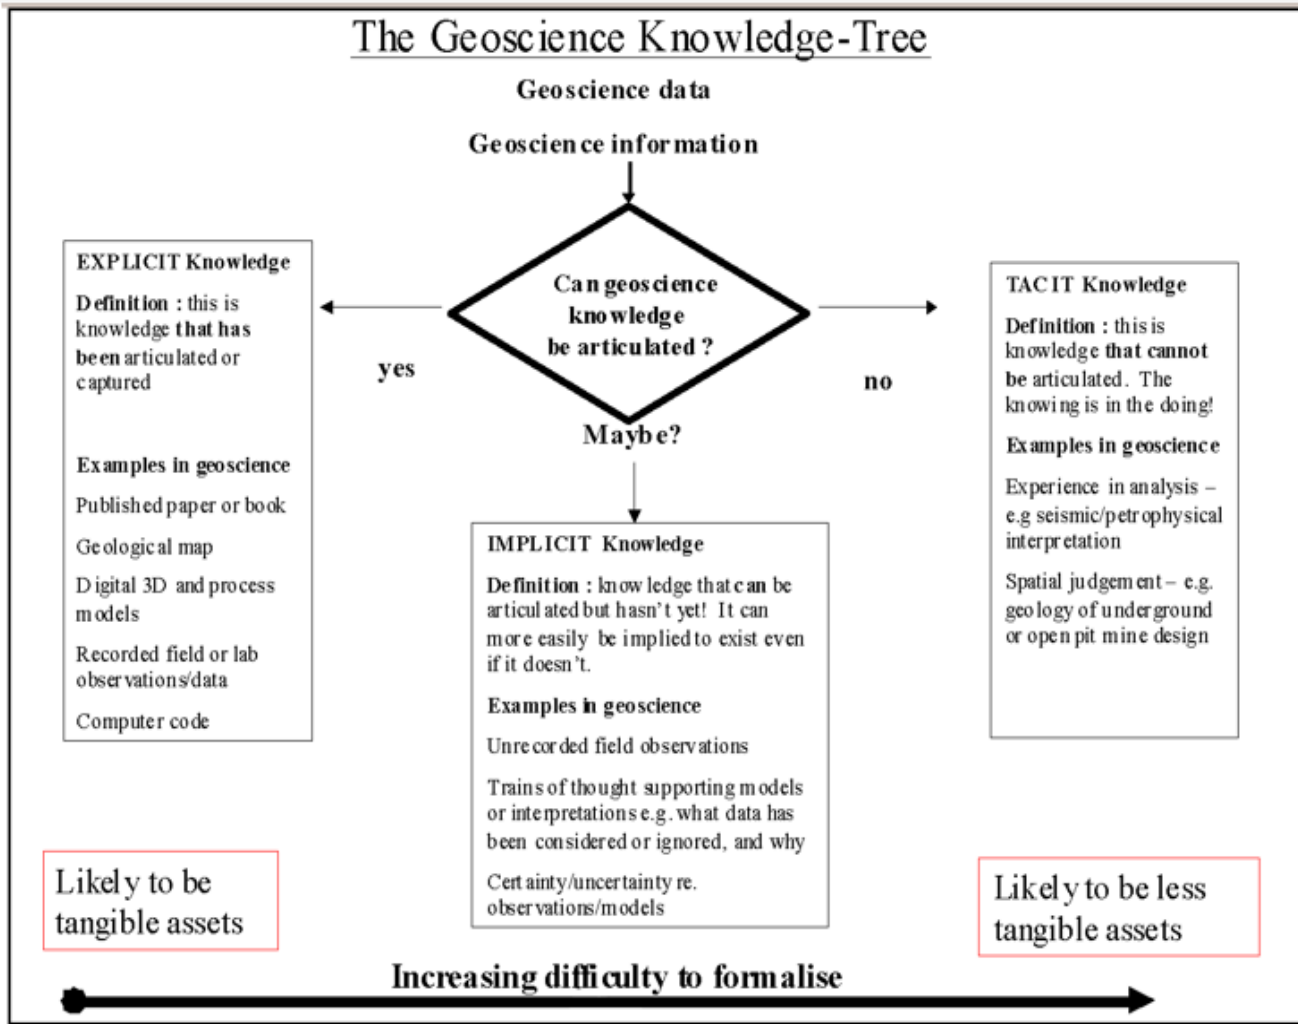 The Geoscience Knowledge-Tree
Geoscience data
Geoscience information
Can geoscience
knowledge
be articulated ?
yes
no
Maybe?
EXPLICIT Knowledge
Definition : this is
knowledge that has
been articulated or
captured
Examples in geoscience
Published paper or book
Geological map
Digital 3D and process
models
Recorded field or lab
observations/data
Computer code
IMPLICIT Knowledge
Definition : knowledge that can be
articulated but hasn't yet! It can
more easily be implied to exist even
if it doesn't.
Examples in geoscience
Unrecorded field observations
Trains of thought supporting models
or interpretations e.g. what data has
been considered or ignored, and why
Certainty/uncertainty re.
observations/models
TACIT Knowledge
Definition : this is
knowledge that cannot
be articulated. The
knowing is in the doing!
Examples in geoscience
Experience in analysis –
e.g seismic/petrophysical
interpretation
Spatial judgement – e.g.
geology of underground
or open pit mine design
Likely to be
tangible assets
Likely to be less
tangible assets
Increasing difficulty to formalise